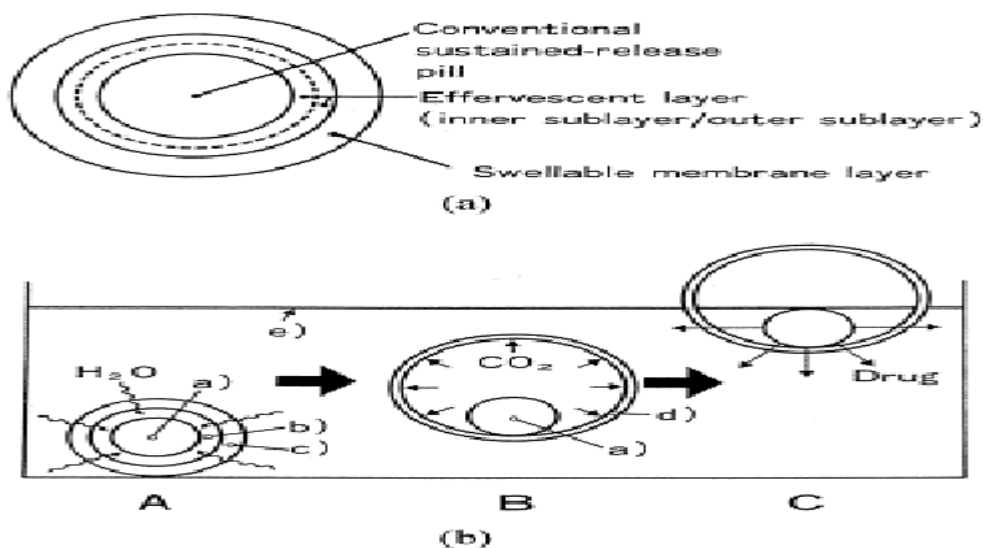 Conventional
sustained-release
pill
Effervescent layer
(inner sublayer/outer sublayer)
Swellable membrane layer
(a)
e)
H₂O
a)
b)
c)
CO₂
d)
a)
Drug
A
B
C
(b)